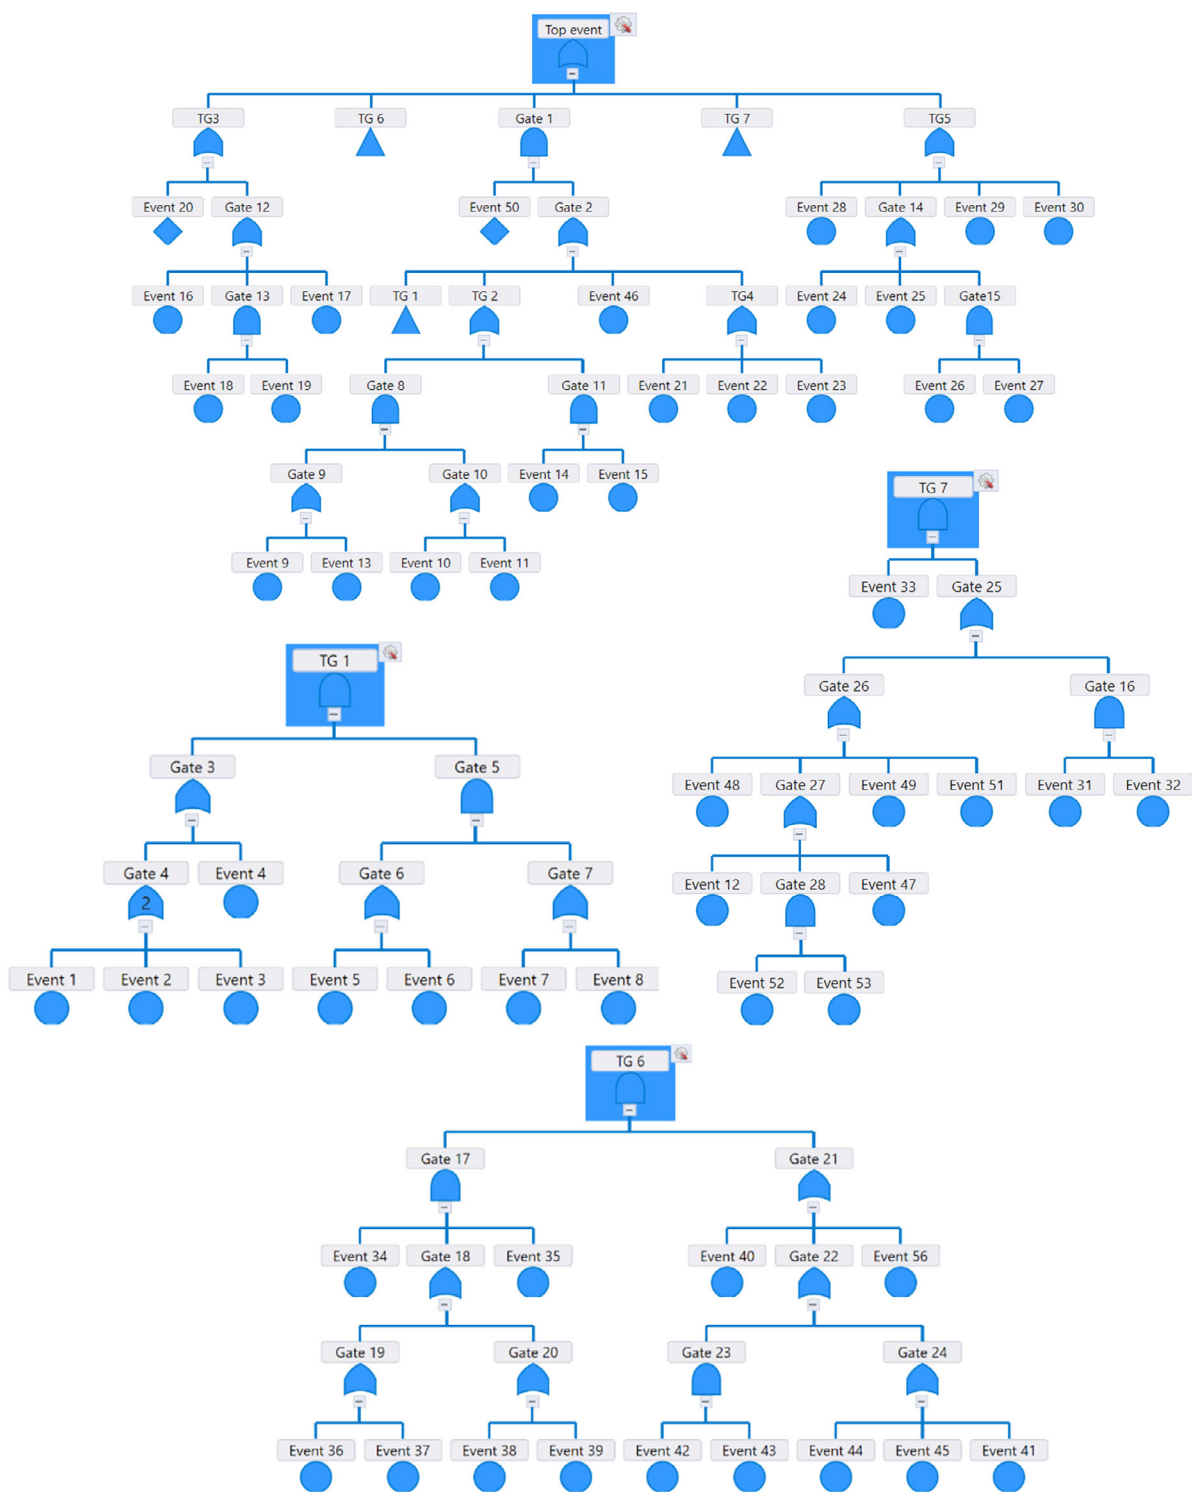 Top event
TG3
TG 6
Gate 1
TG 7
TG5
Event 20
Gate 12
Event 50
Gate 2
Event 28
Gate 14
Event 29
Event 30
Event 16
Gate 13
Event 17
TG 1
TG 2
Event 46
TG4
Event 24
Event 25
Gate15
Event 18
Event 19
Gate 8
Gate 11
Event 21
Event 22
Event 23
Event 26
Event 27
Gate 9
Gate 10
Event 14
Event 15
Event 9
Event 13
Event 10
Event 11
TG 7
Event 33
Gate 25
Gate 26
Gate 16
Event 48
Gate 27
Event 49
Event 51
Event 31
Event 32
Event 12
Gate 28
Event 47
Event 52
Event 53
TG 1
Gate 3
Gate 5
Gate 4
Event 4
Gate 6
Gate 7
2
Event 1
Event 2
Event 3
Event 5
Event 6
Event 7
Event 8
TG 6
Gate 17
Gate 21
Event 34
Gate 18
Event 35
Event 40
Gate 22
Event 56
Gate 19
Gate 20
Gate 23
Gate 24
Event 36
Event 37
Event 38
Event 39
Event 42
Event 43
Event 44
Event 45
Event 41